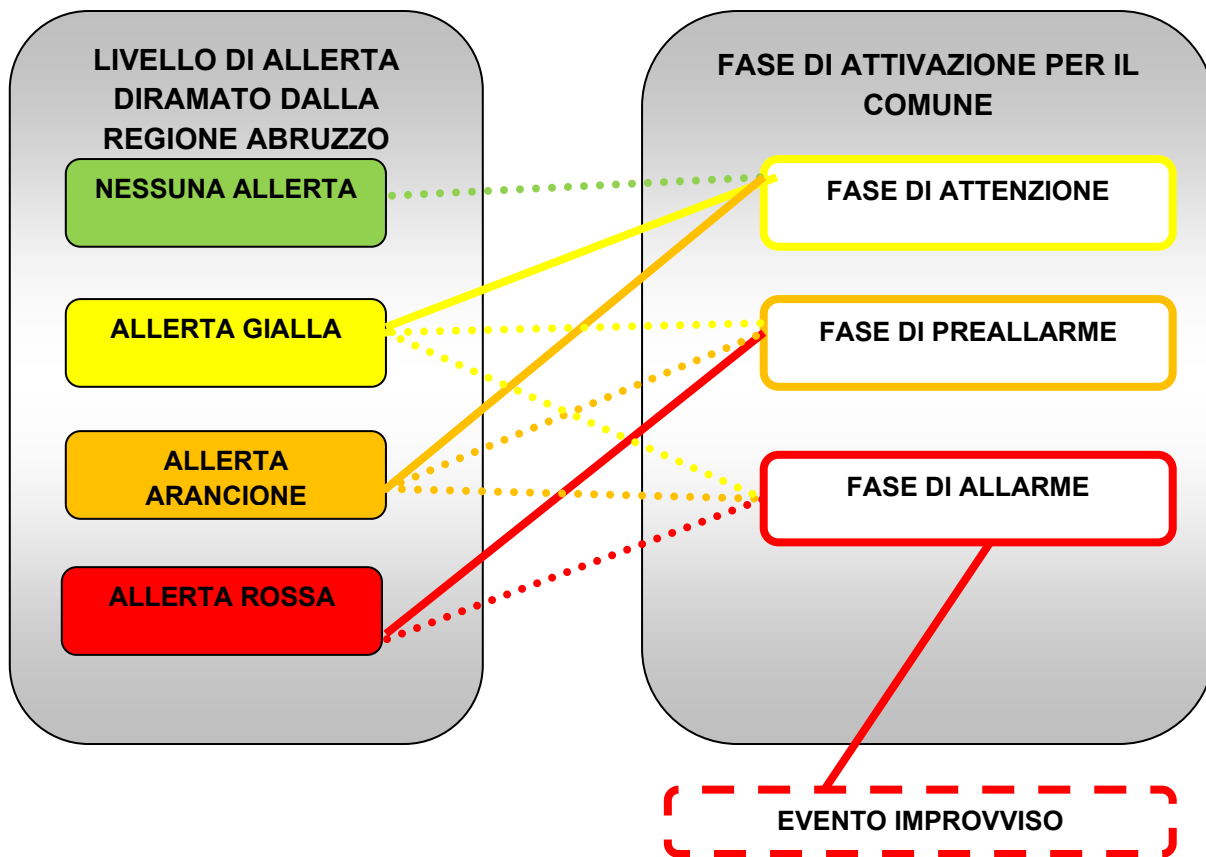 LIVELLO DI ALLERTA
DIRAMATO DALLA
REGIONE ABRUZZO
NESSUNA ALLERTA
ALLERTA GIALLA
ALLERTA
ARANCIONE
ALLERTA ROSSA
FASE DI ATTIVAZIONE PER IL
COMUNE
FASE DI ATTENZIONE
FASE DI PREALLARME
FASE DI ALLARME
EVENTO IMPROVVISO